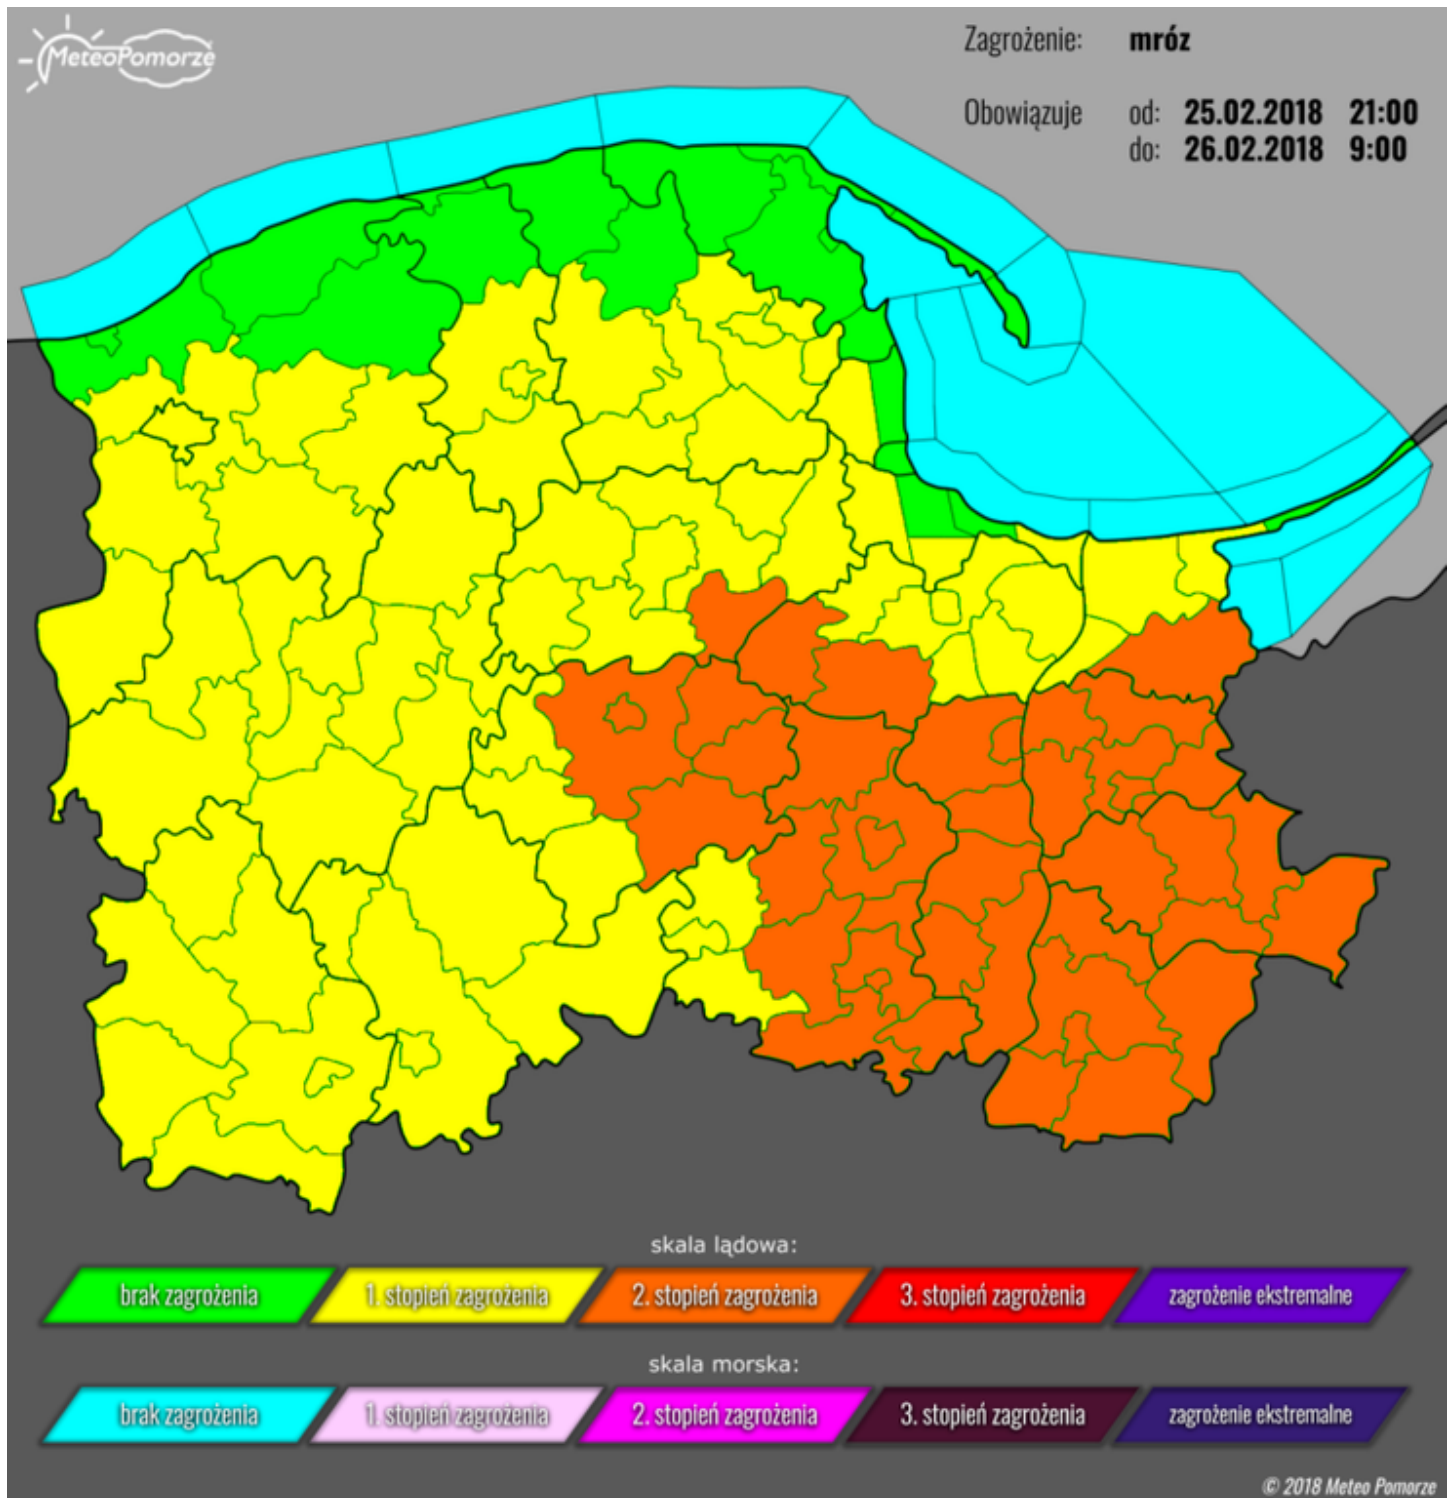 MeteoPomorze
Zagrożenie: mróz
Obowiązuje od: 25.02.2018 21:00
do: 26.02.2018 9:00
skala lądowa:
brak zagrożenia 1. stopień zagrożenia 2. stopień zagrożenia 3. stopień zagrożenia zagrożenie ekstremalne
skala morska:
brak zagrożenia 1. stopień zagrożenia 2. stopień zagrożenia 3. stopień zagrożenia zagrożenie ekstremalne
© 2018 Meteo Pomorze